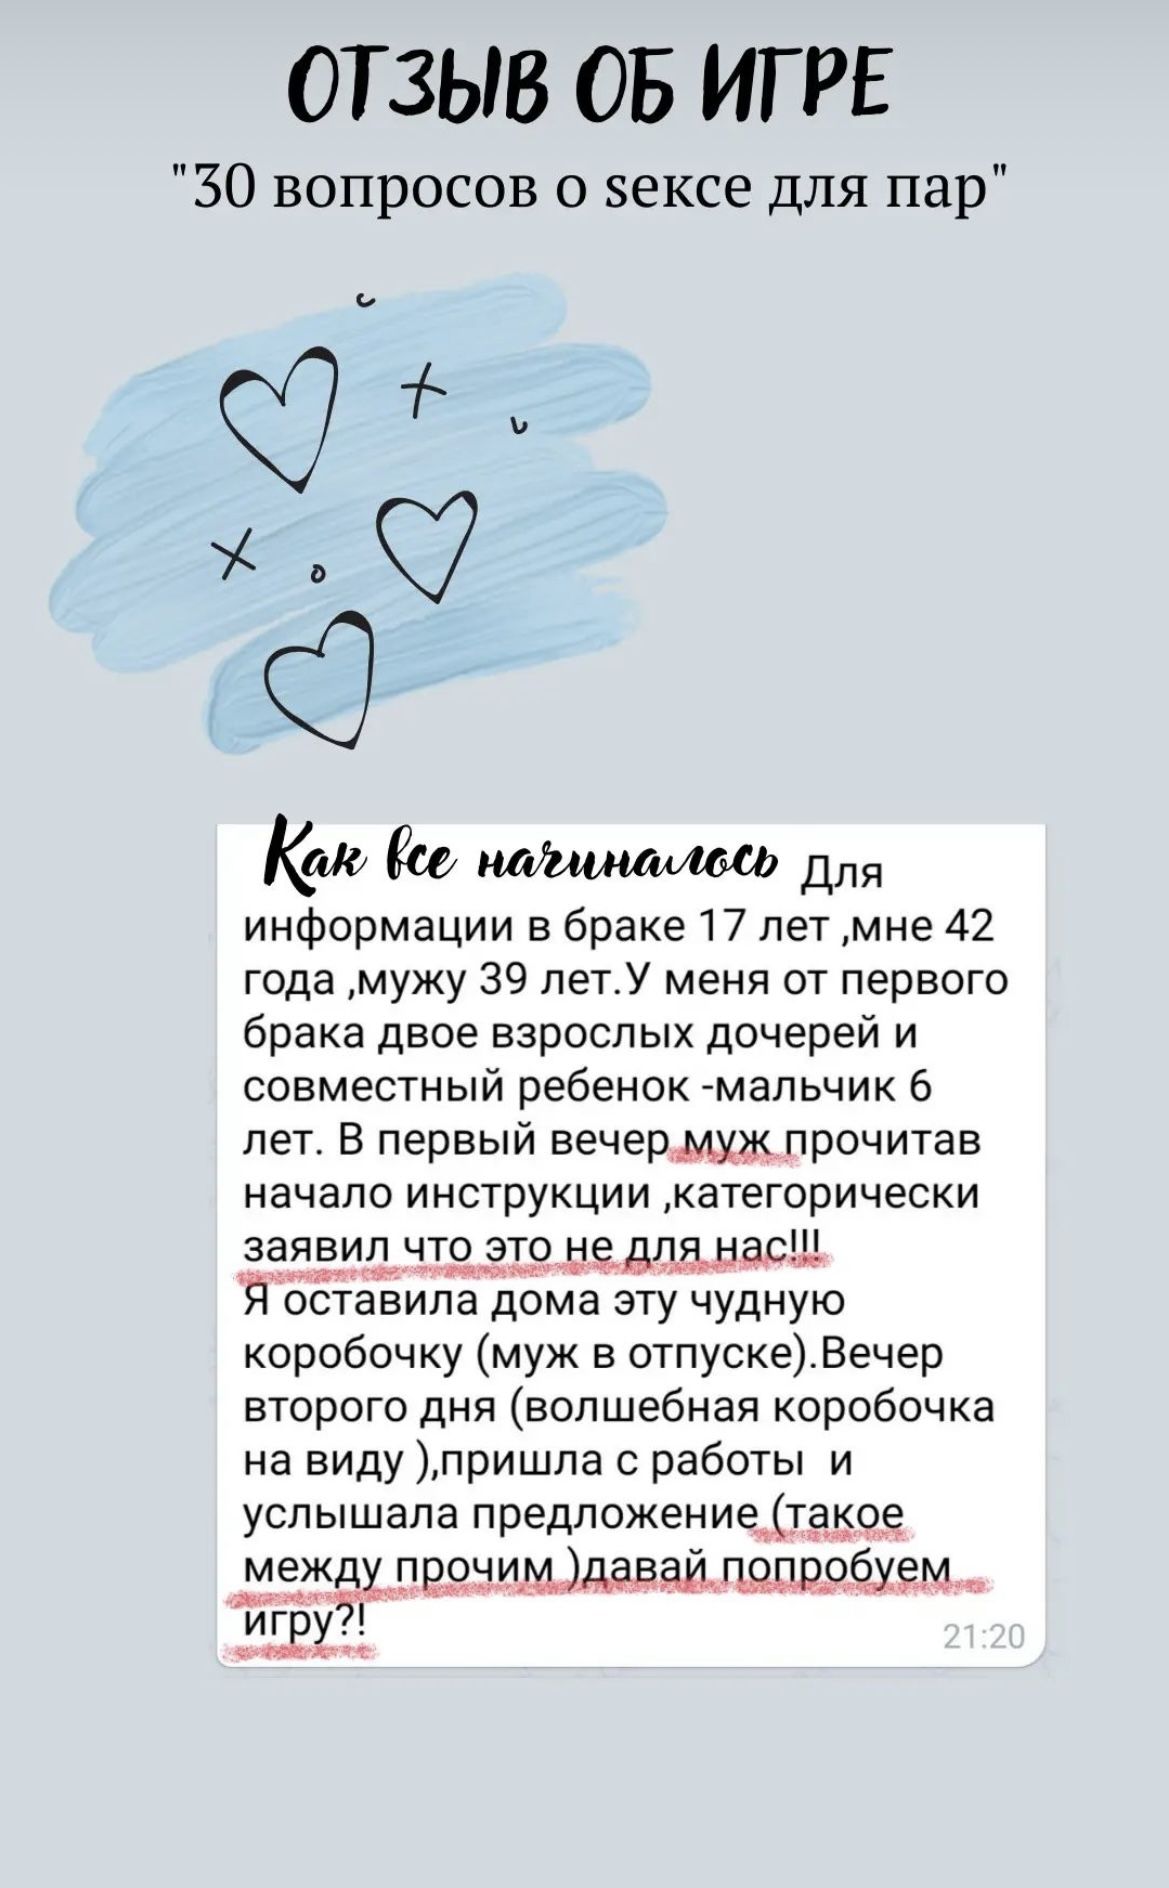 ОТЗЫВ ОБ ИГРЕ
"30 вопросов о sексе для пар"
Как все начиналось Для
информации в браке 17 лет ,мне 42
года ,мужу 39 лет.У меня от первого
брака двое взрослых дочерей и
совместный ребенок -мальчик 6
лет. В первый вечер муж прочитав
начало инструкции ,категорически
заявил что это не для нас!!!
Я оставила дома эту чудную
коробочку (муж в отпуске).Вечер
второго дня (волшебная коробочка
на виду ),пришла с работы и
услышала предложение (такое
между прочим )давай попробуем
игру?!
21:20